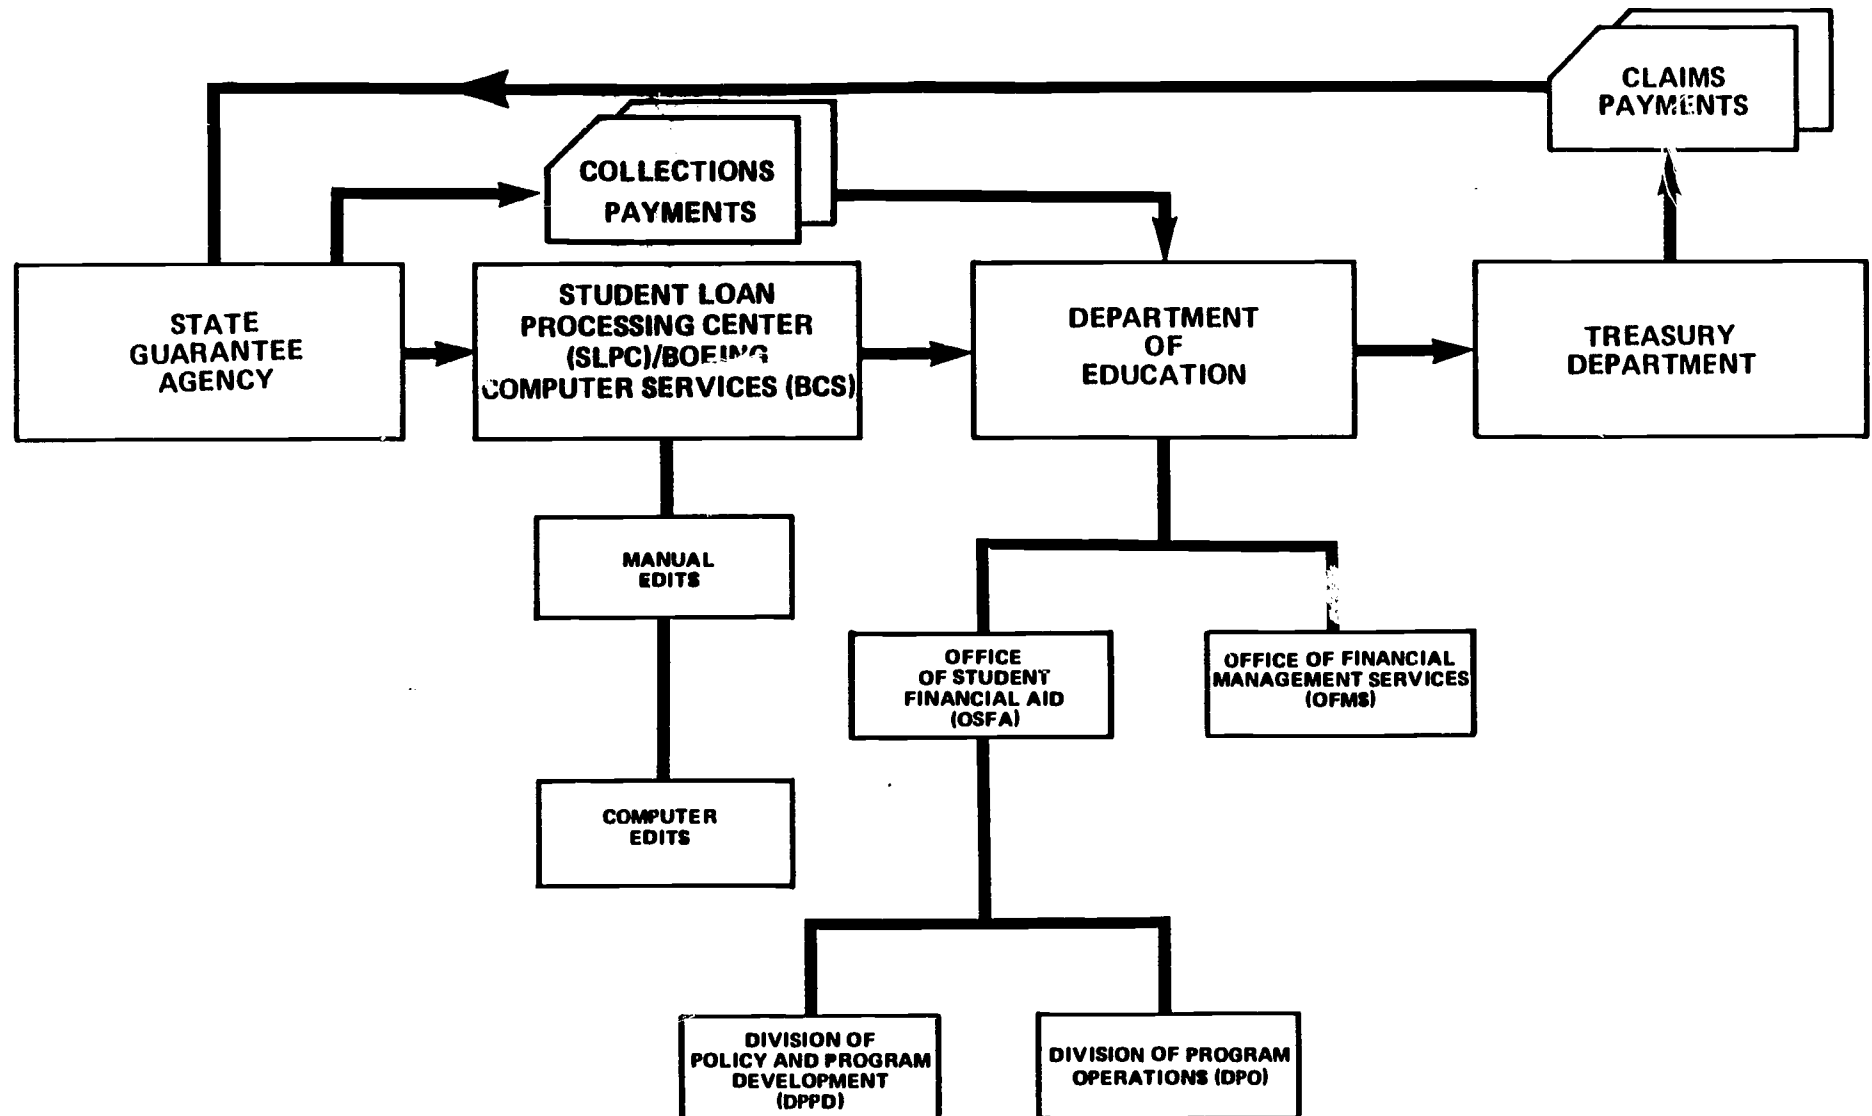 CLAIMS
PAYMENTS
COLLECTIONS
PAYMENTS
STATE
GUARANTEE
AGENCY
STUDENT LOAN
PROCESSING CENTER
(SLPC)/BOEING
COMPUTER SERVICES (BCS)
DEPARTMENT
OF
EDUCATION
TREASURY
DEPARTMENT
MANUAL
EDITS
OFFICE
OF STUDENT
FINANCIAL AID
(OSFA)
OFFICE OF FINANCIAL
MANAGEMENT SERVICES
(OFMS)
COMPUTER
EDITS
DIVISION OF
POLICY AND PROGRAM
DEVELOPMENT
(DPPD)
DIVISION OF PROGRAM
OPERATIONS (DPO)